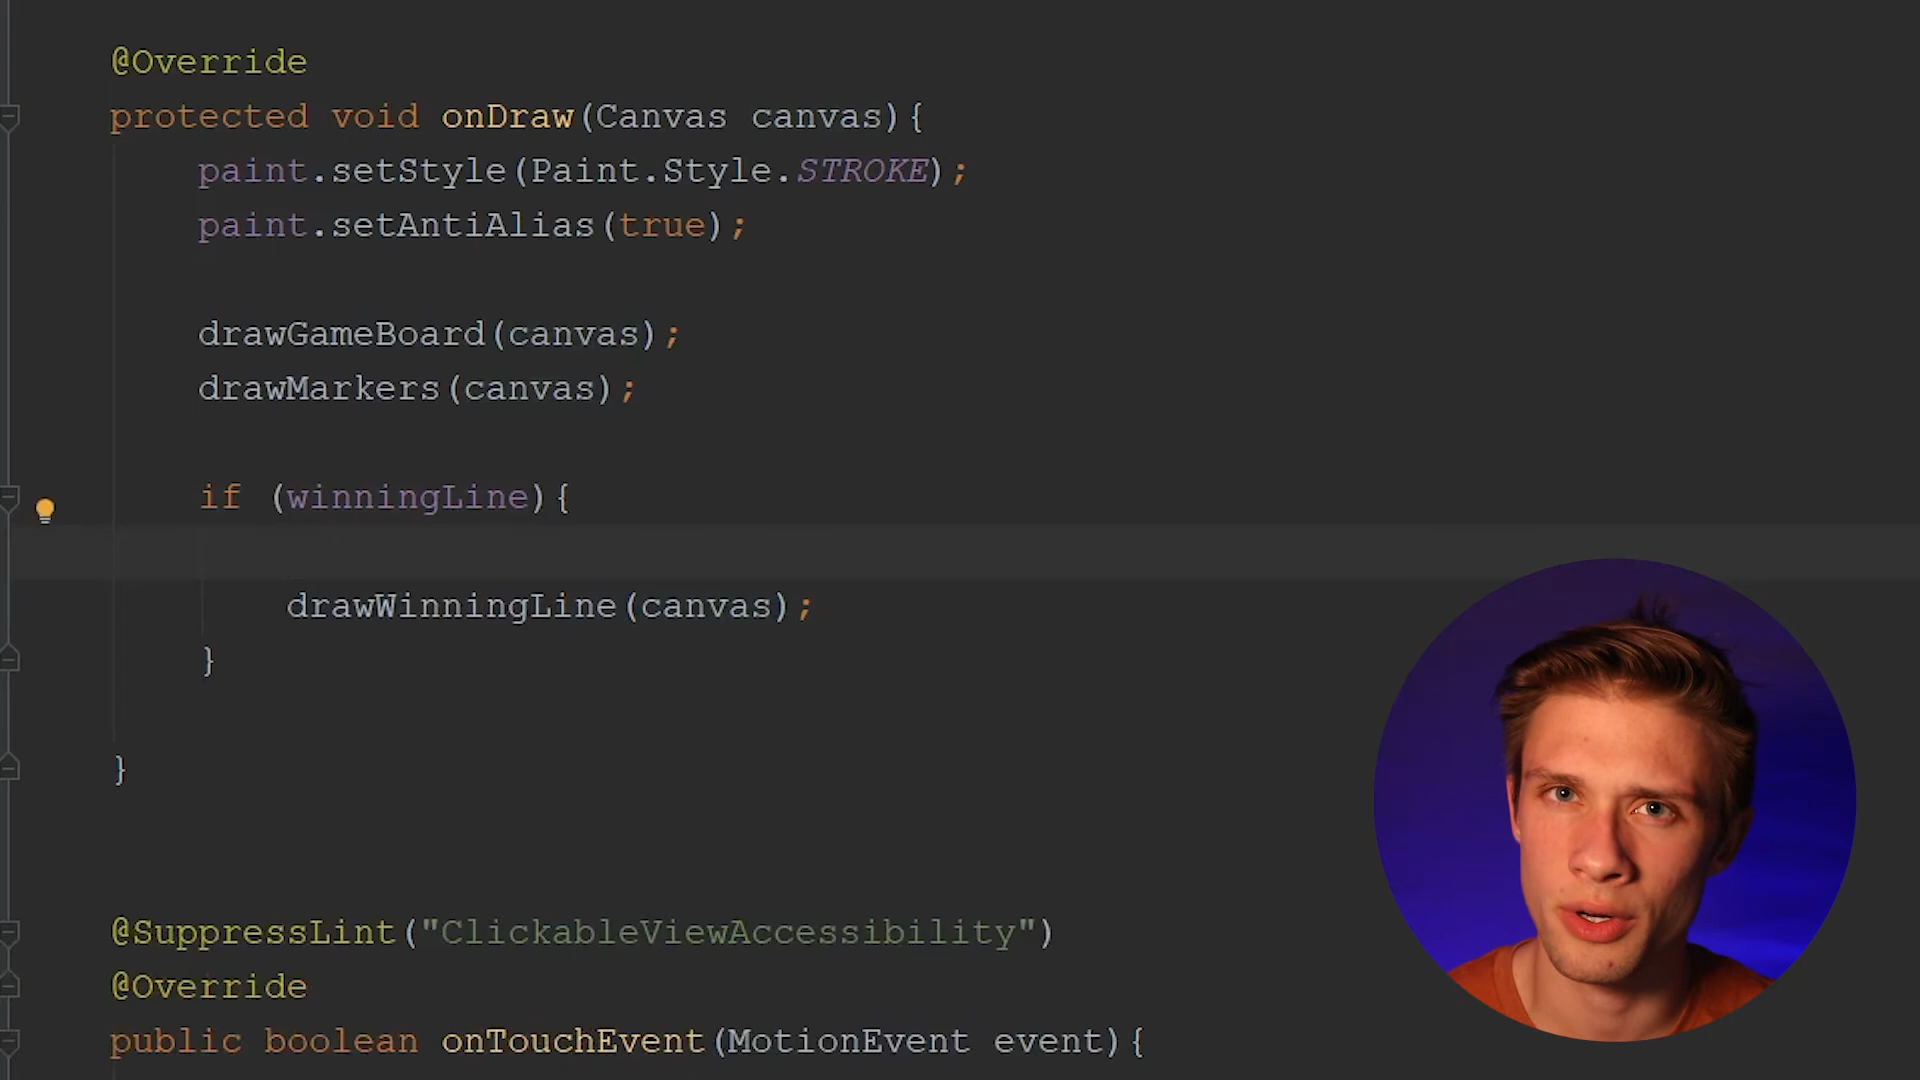 @Override
protected void onDraw(Canvas canvas){
paint.setStyle(Paint.Style.STROKE);
paint.setAntiAlias(true);
drawGameBoard(canvas);
drawMarkers(canvas);
if (winningLine){
drawWinningLine(canvas);
}
}
@SuppressLint("ClickableViewAccessibility")
@Override
public boolean onTouchEvent(MotionEvent event){